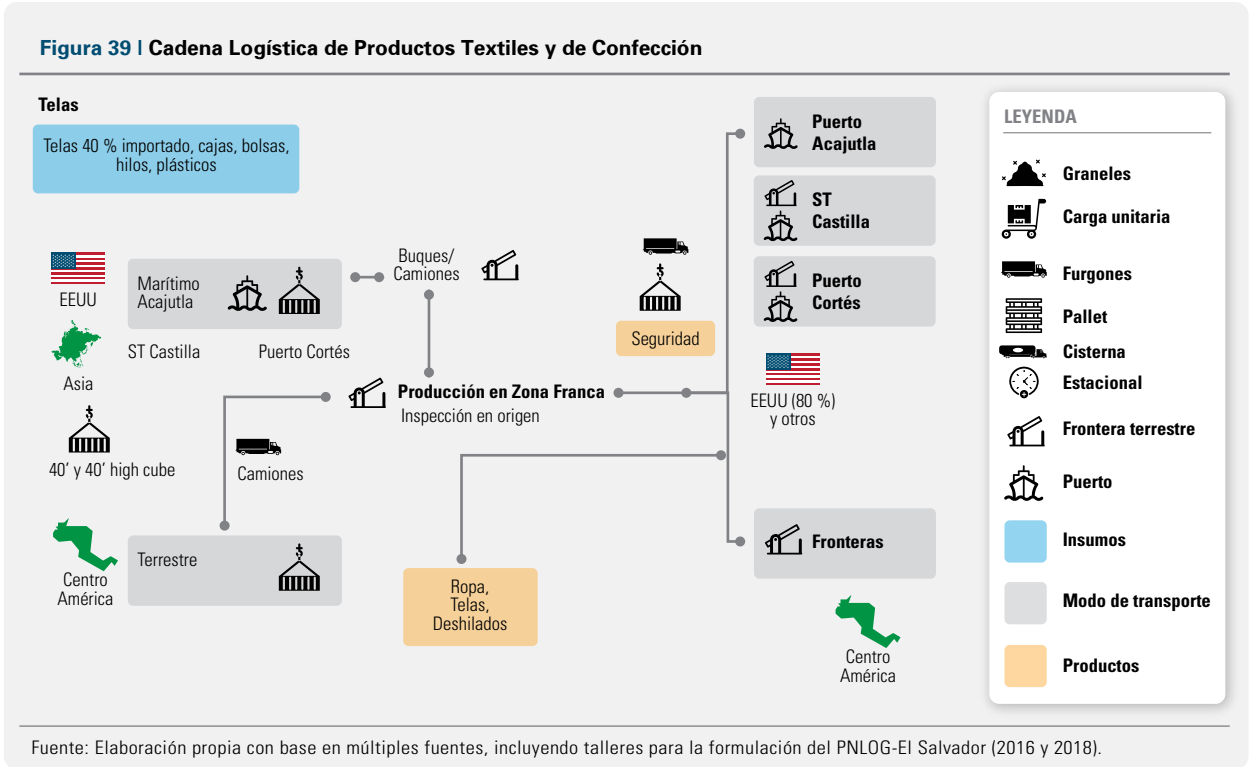 Figura 39 | Cadena Logística de Productos Textiles y de Confección
Telas
Telas 40 % importado, cajas, bolsas,
hilos, plásticos
EEUU
Asia
40’ y 40’ high cube
Centro
América
Marítimo
Acajutla
ST Castilla
Puerto Cortés
Buques/
Camiones
Producción en Zona Franca
Inspección en origen
Camiones
Terrestre
Ropa,
Telas,
Deshilados
Seguridad
Puerto
Acajutla
ST
Castilla
Puerto
Cortés
EEUU (80 %)
y otros
Fronteras
Centro
América
LEYENDA
Graneles
Carga unitaria
Furgones
Pallet
Cisterna
Estacional
Frontera terrestre
Puerto
Insumos
Modo de transporte
Productos
Fuente: Elaboración propia con base en múltiples fuentes, incluyendo talleres para la formulación del PNLOG-El Salvador (2016 y 2018).